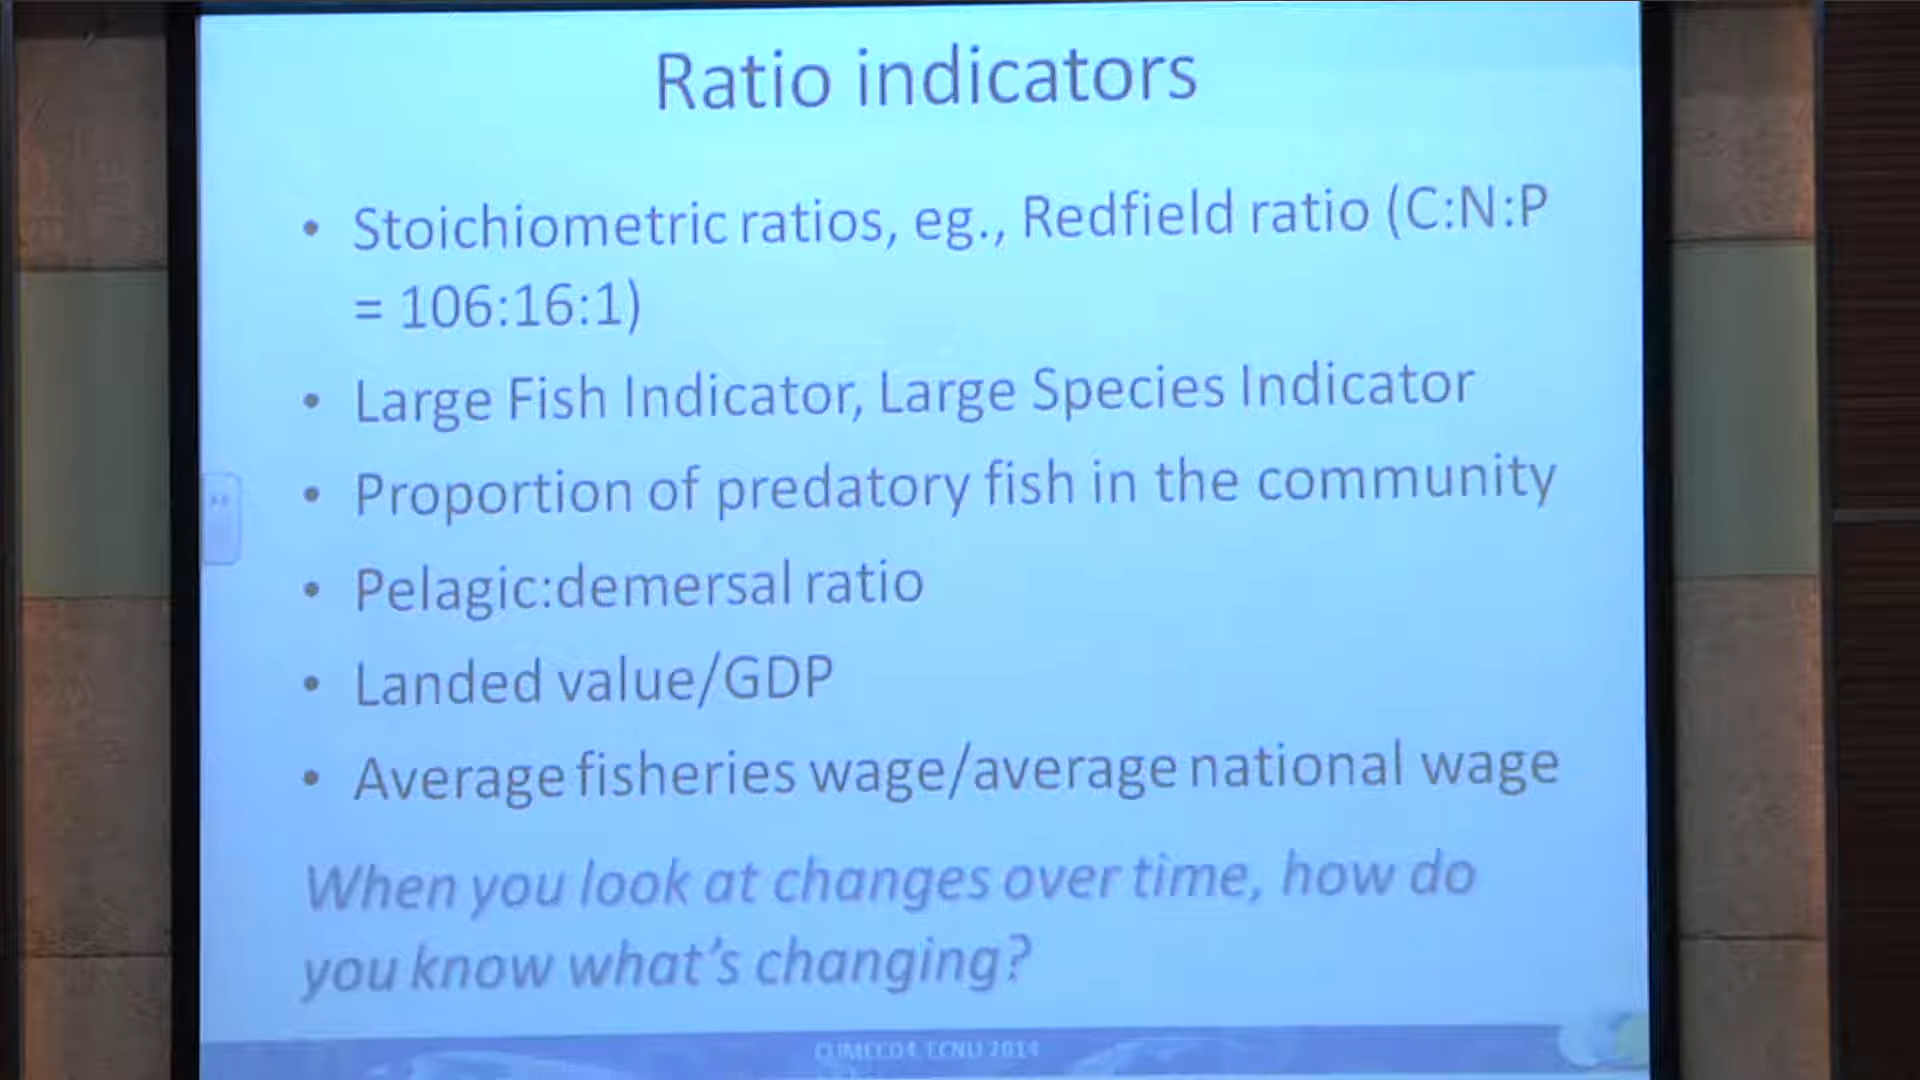 Ratio indicators
• Stoichiometric ratios, eg., Redfield ratio (C:N:P
= 106:16:1)
• Large Fish Indicator, Large Species Indicator
• Proportion of predatory fish in the community
• Pelagic:demersal ratio
• Landed value/GDP
• Average fisheries wage/average national wage
When you look at changes over time, how do
you know what's changing?
ECNU 2014